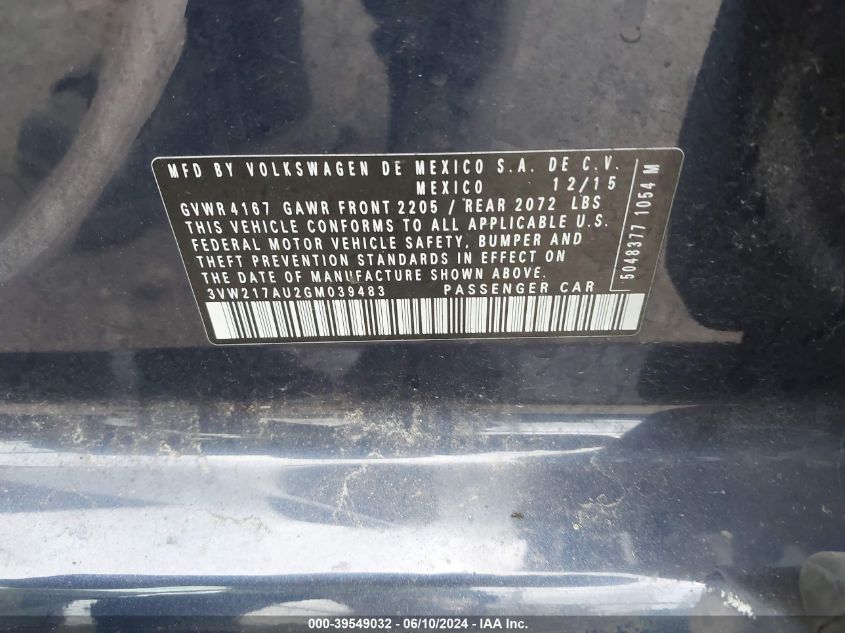 MFD BY VOLKSWAGEN DE MEXICO S.A. DE C.V.
MEXICO 12/15
GVWR 4167 GAWR FRONT 2205 / REAR 2072 LBS
THIS VEHICLE CONFORMS TO ALL APPLICABLE U.S.
FEDERAL MOTOR VEHICLE SAFETY, BUMPER AND
THEFT PREVENTION STANDARDS IN EFFECT ON
THE DATE OF MANUFACTURE SHOWN ABOVE.
3VW217AU2GM039483 PASSENGER CAR
5048377 1054 M
000-39549032 - 06/10/2024 - IAA Inc.